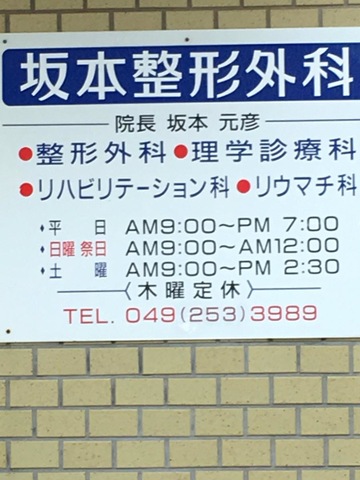 坂本整形外科
院長 坂本 元彦
●整形外科 ●理学診療科
●リハビリテーション科 ●リウマチ科
♦平 日 AM9:00〜PM 7:00
♦日曜 祭日 AM9:00〜AM12:00
♦土 曜 AM9:00〜PM 2:30
〈木曜定休〉
TEL. 049(253)3989